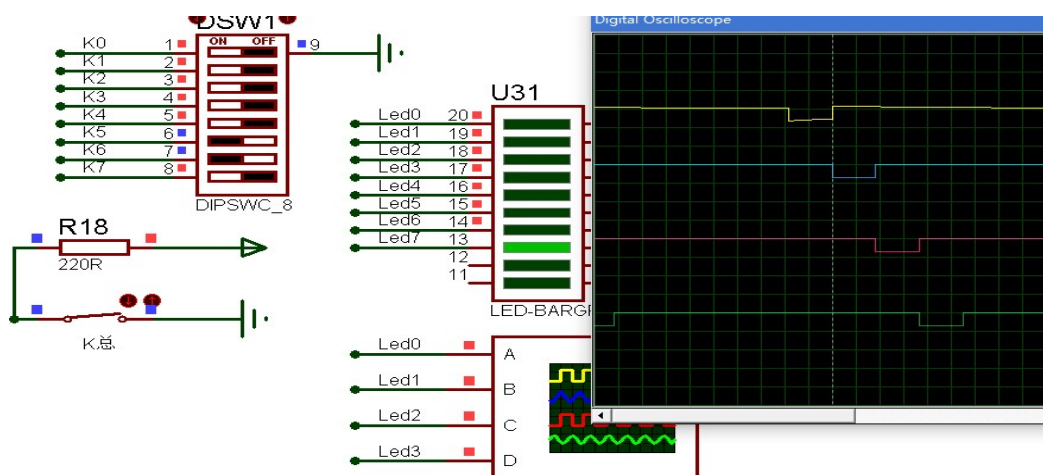 DSW1
Digital Oscilloscope
K0 1 ON OFF 9
K1 2
K2 3
K3 4
K4 5
K5 6
K6 7
K7 8
DIPSWC_8
U31
Led0 20
Led1 19
Led2 18
Led3 17
Led4 16
Led5 15
Led6 14
Led7 13
12
11
LED-BARG
R18
220R
K总
Led0 A
Led1 B
Led2 C
Led3 D